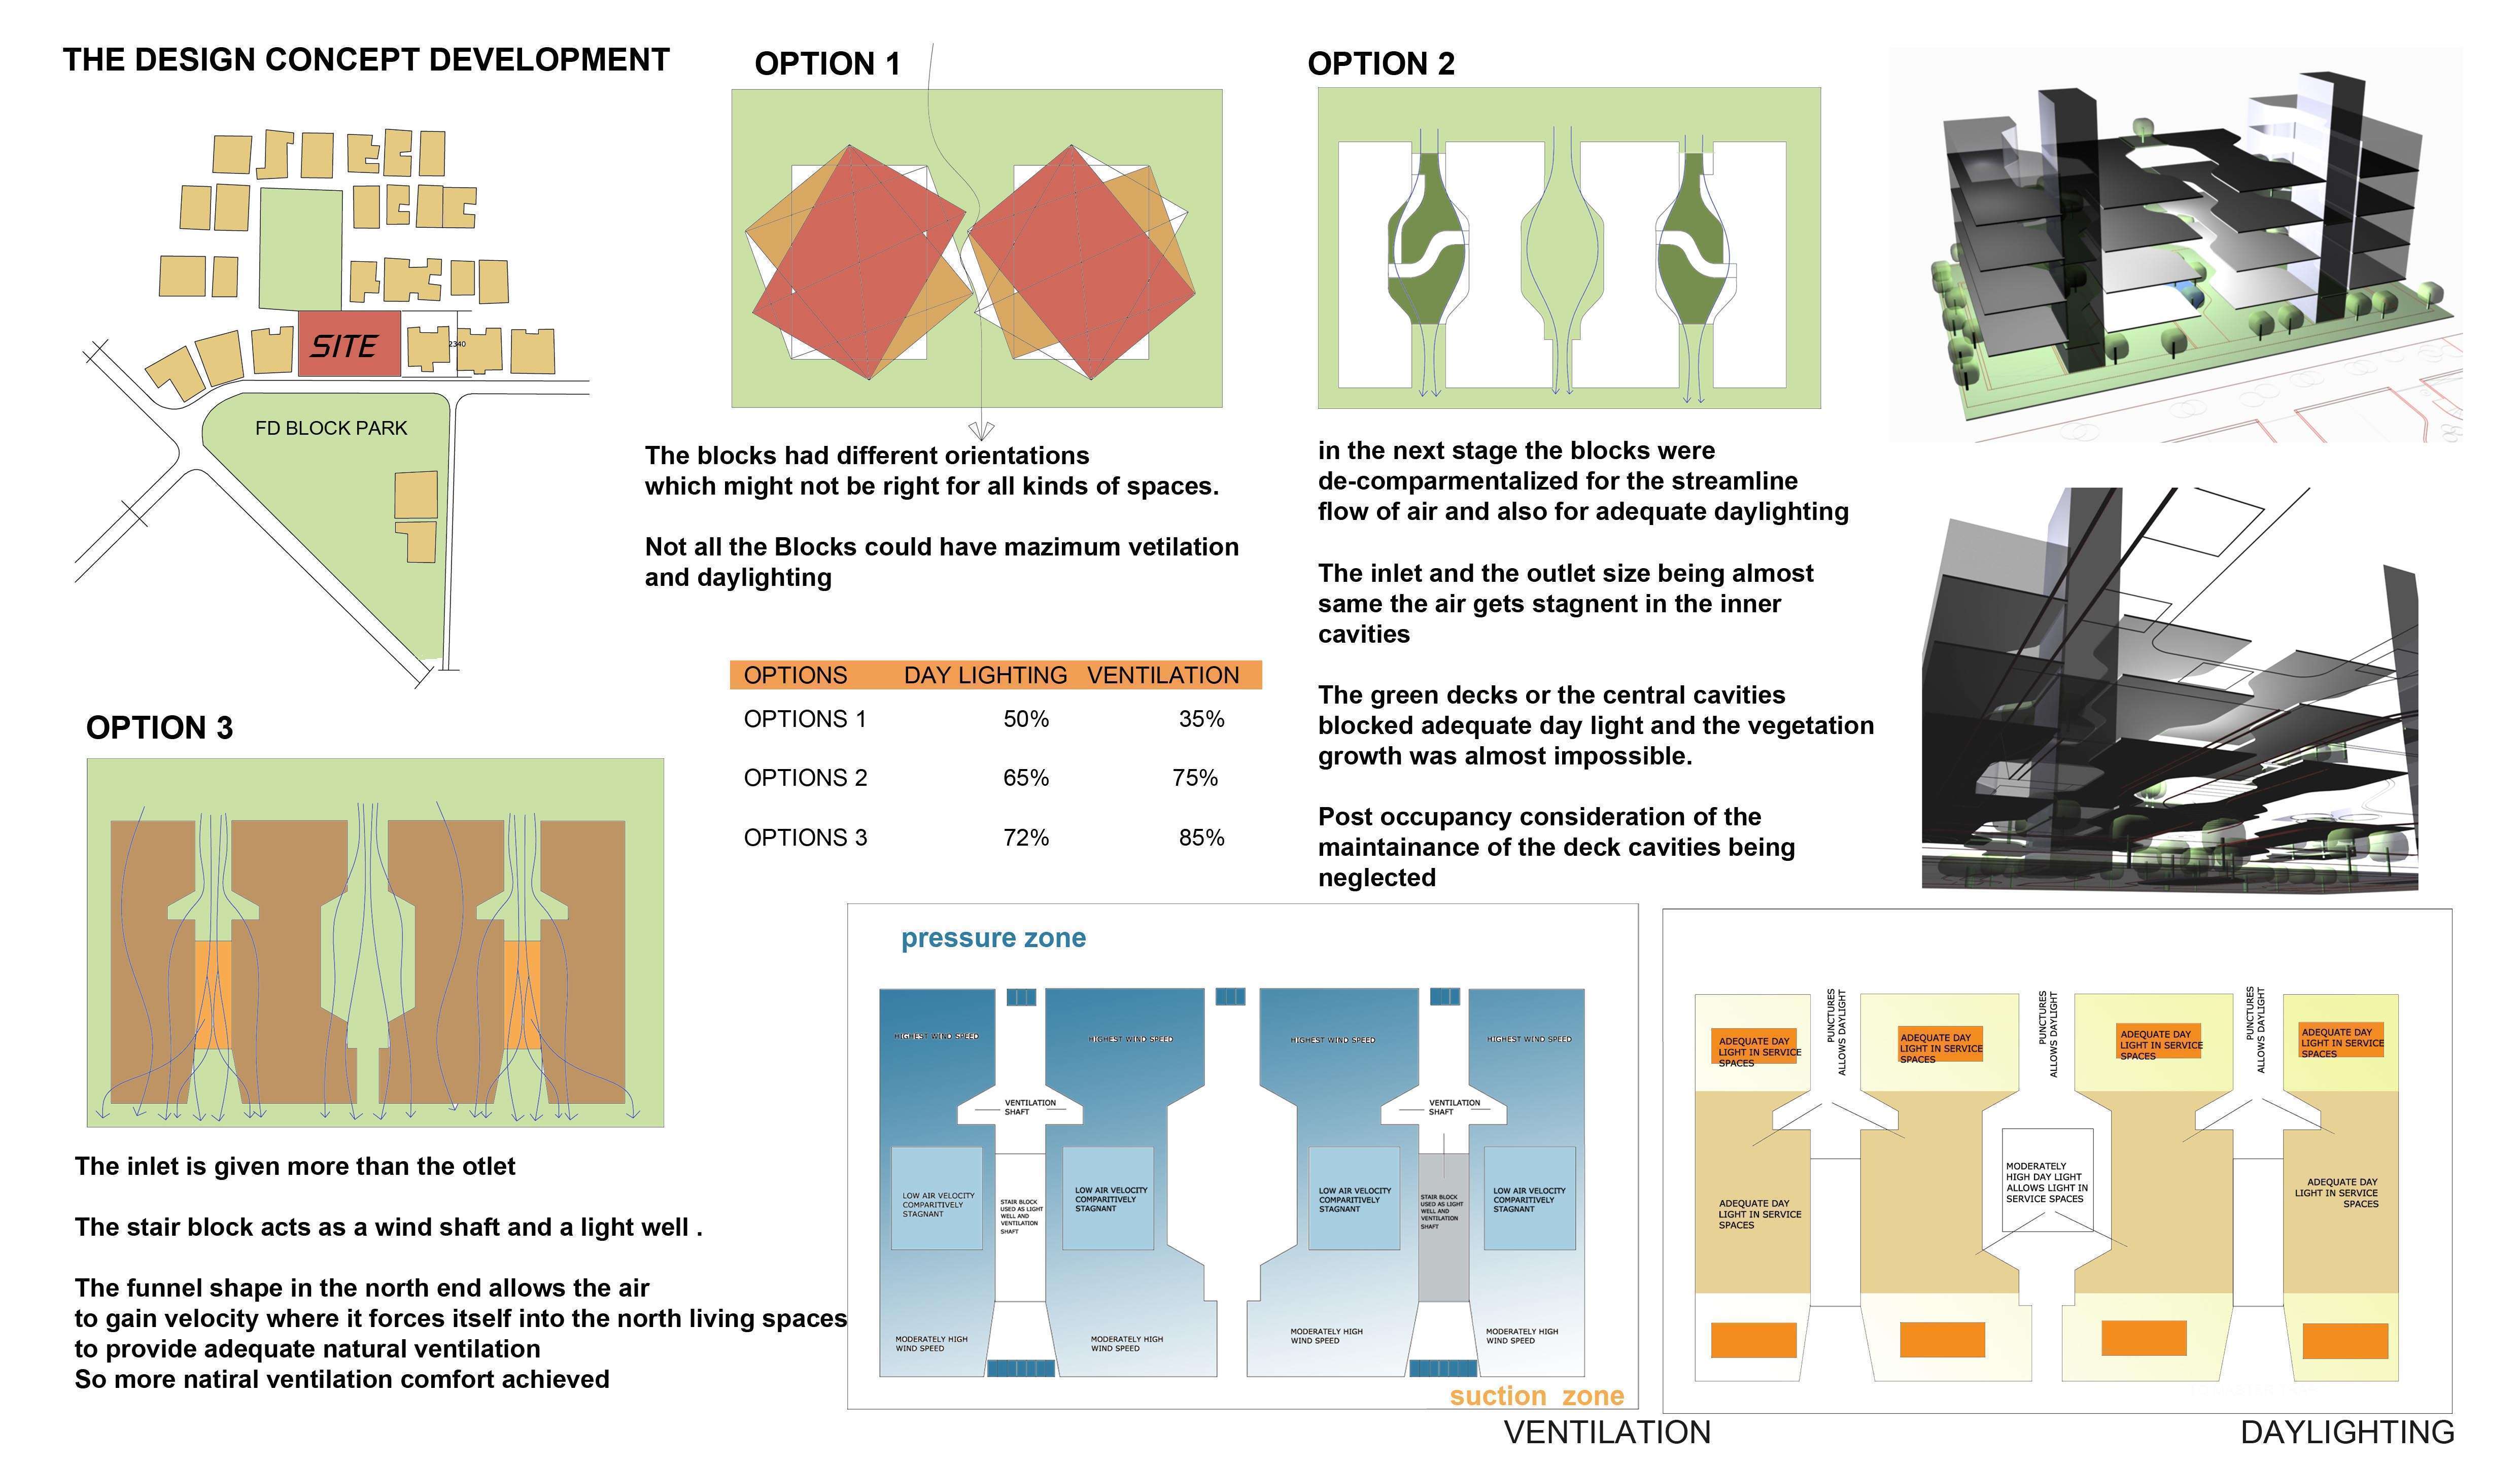 THE DESIGN CONCEPT DEVELOPMENT
SITE
2340
FD BLOCK PARK
OPTION 1
The blocks had different orientations
which might not be right for all kinds of spaces.
Not all the Blocks could have mazimum vetilation
and daylighting
OPTION 2
in the next stage the blocks were
de-comparmentalized for the streamline
flow of air and also for adequate daylighting
The inlet and the outlet size being almost
same the air gets stagnent in the inner
cavities
The green decks or the central cavities
blocked adequate day light and the vegetation
growth was almost impossible.
Post occupancy consideration of the
maintainance of the deck cavities being
neglected
OPTIONS DAY LIGHTING VENTILATION
OPTIONS 1 50% 35%
OPTIONS 2 65% 75%
OPTIONS 3 72% 85%
OPTION 3
The inlet is given more than the otlet
The stair block acts as a wind shaft and a light well .
The funnel shape in the north end allows the air
to gain velocity where it forces itself into the north living spaces
to provide adequate natural ventilation
So more natiral ventilation comfort achieved
pressure zone
HIGHEST WIND SPEED
HIGHEST WIND SPEED
HIGHEST WIND SPEED
HIGHEST WIND SPEED
VENTILATION
SHAFT
VENTILATION
SHAFT
LOW AIR VELOCITY
COMPARITIVELY
STAGNANT
STAIR BLOCK
USED AS LIGHT
WELL AND
VENTILATION
SHAFT
LOW AIR VELOCITY
COMPARITIVELY
STAGNANT
LOW AIR VELOCITY
COMPARITIVELY
STAGNANT
STAIR BLOCK
USED AS LIGHT
WELL AND
VENTILATION
SHAFT
LOW AIR VELOCITY
COMPARITIVELY
STAGNANT
MODERATELY HIGH
WIND SPEED
MODERATELY HIGH
WIND SPEED
MODERATELY HIGH
WIND SPEED
MODERATELY HIGH
WIND SPEED
suction zone
VENTILATION
PUNCTURES
ALLOWS DAYLIGHT
PUNCTURES
ALLOWS DAYLIGHT
PUNCTURES
ALLOWS DAYLIGHT
ADEQUATE DAY
LIGHT IN SERVICE
SPACES
ADEQUATE DAY
LIGHT IN SERVICE
SPACES
ADEQUATE DAY
LIGHT IN SERVICE
SPACES
ADEQUATE DAY
LIGHT IN SERVICE
SPACES
ADEQUATE DAY
LIGHT IN SERVICE
SPACES
MODERATELY
HIGH DAY LIGHT
ALLOWS LIGHT IN
SERVICE SPACES
ADEQUATE DAY
LIGHT IN SERVICE
SPACES
DAYLIGHTING